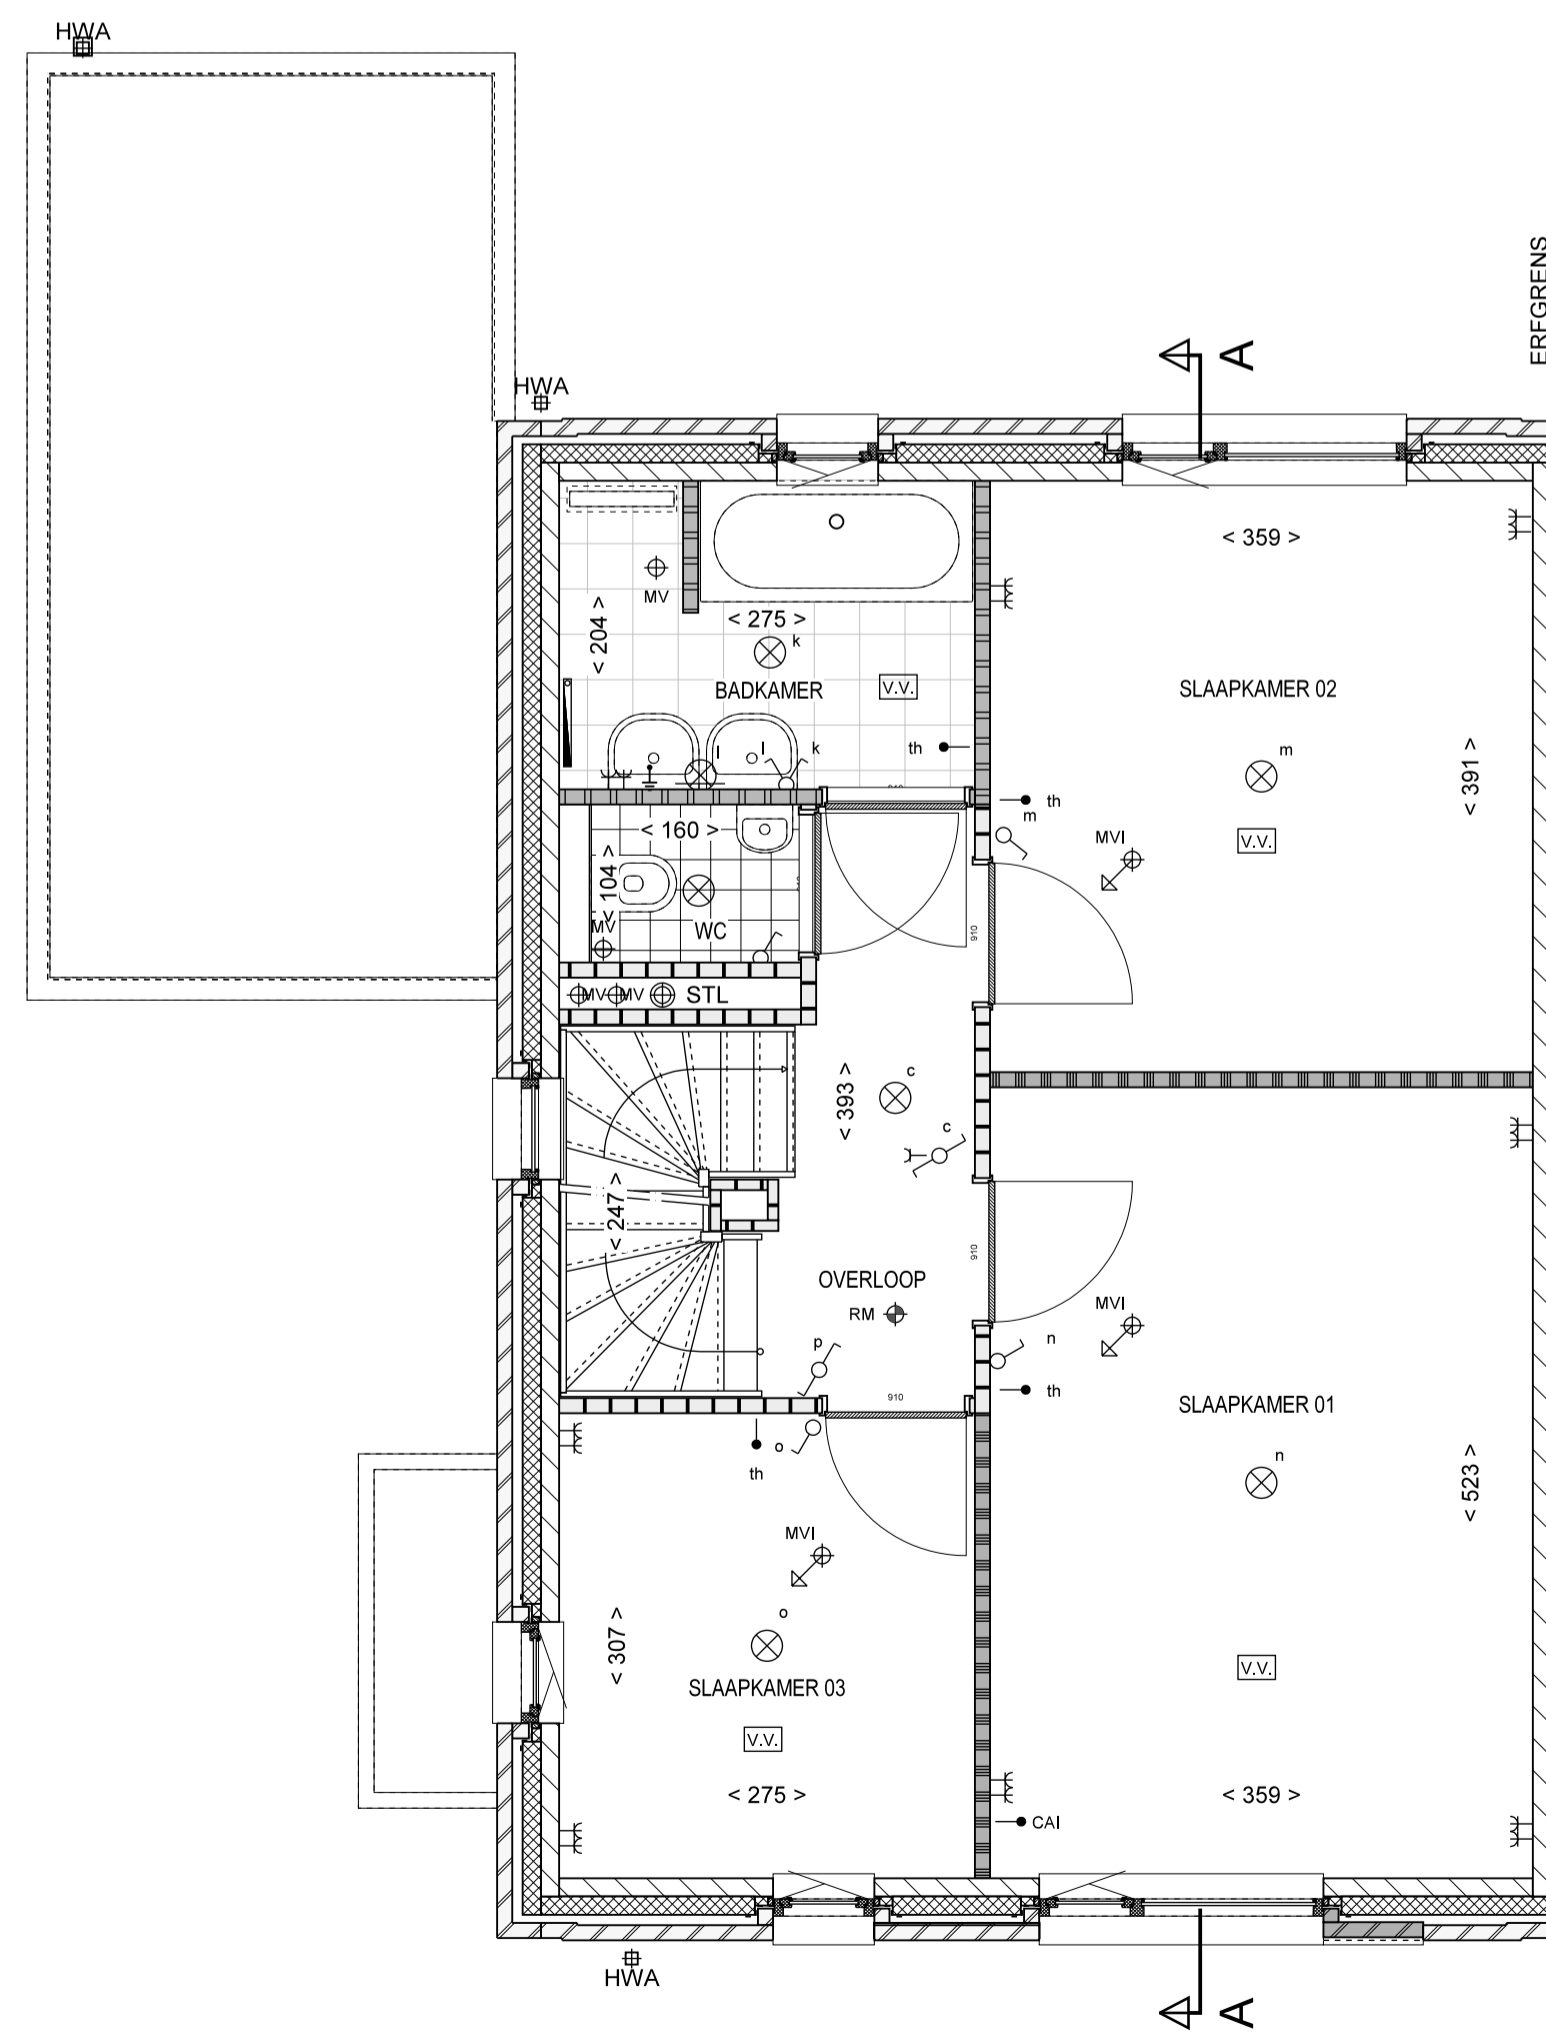 HWA
ERFGRENS
A
HWA
< 359 >
MV
< 204 >
< 275 >
k
BADKAMER
V.V.
SLAAPKAMER 02
l
l
k
th
m
< 391 >
910
th
m
< 160 >
MVI
V.V.
< 104 >
MV
WC
910
MV
MV
STL
c
< 393 >
c
< 247 >
910
OVERLOOP
RM
MVI
p
n
th
910
SLAAPKAMER 01
o
th
n
< 523 >
MVI
o
< 307 >
SLAAPKAMER 03
V.V.
V.V.
< 275 >
< 359 >
CAI
HWA
A